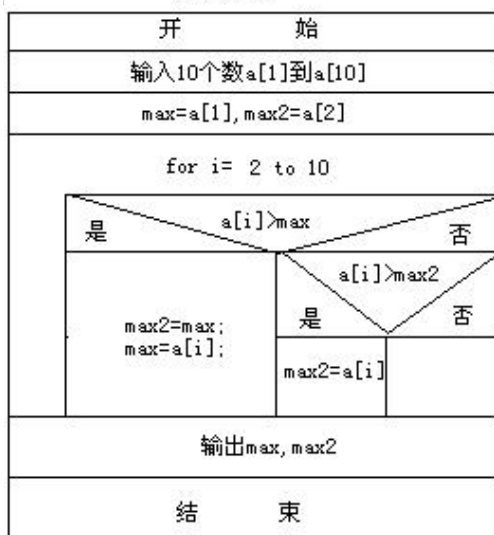 开 始
输入10个数a[1]到a[10]
max=a[1],max2=a[2]
for i= 2 to 10
a[i]>max
是 否
a[i]>max2
是 否
max2=max;
max=a[i];
max2=a[i]
输出max,max2
结 束